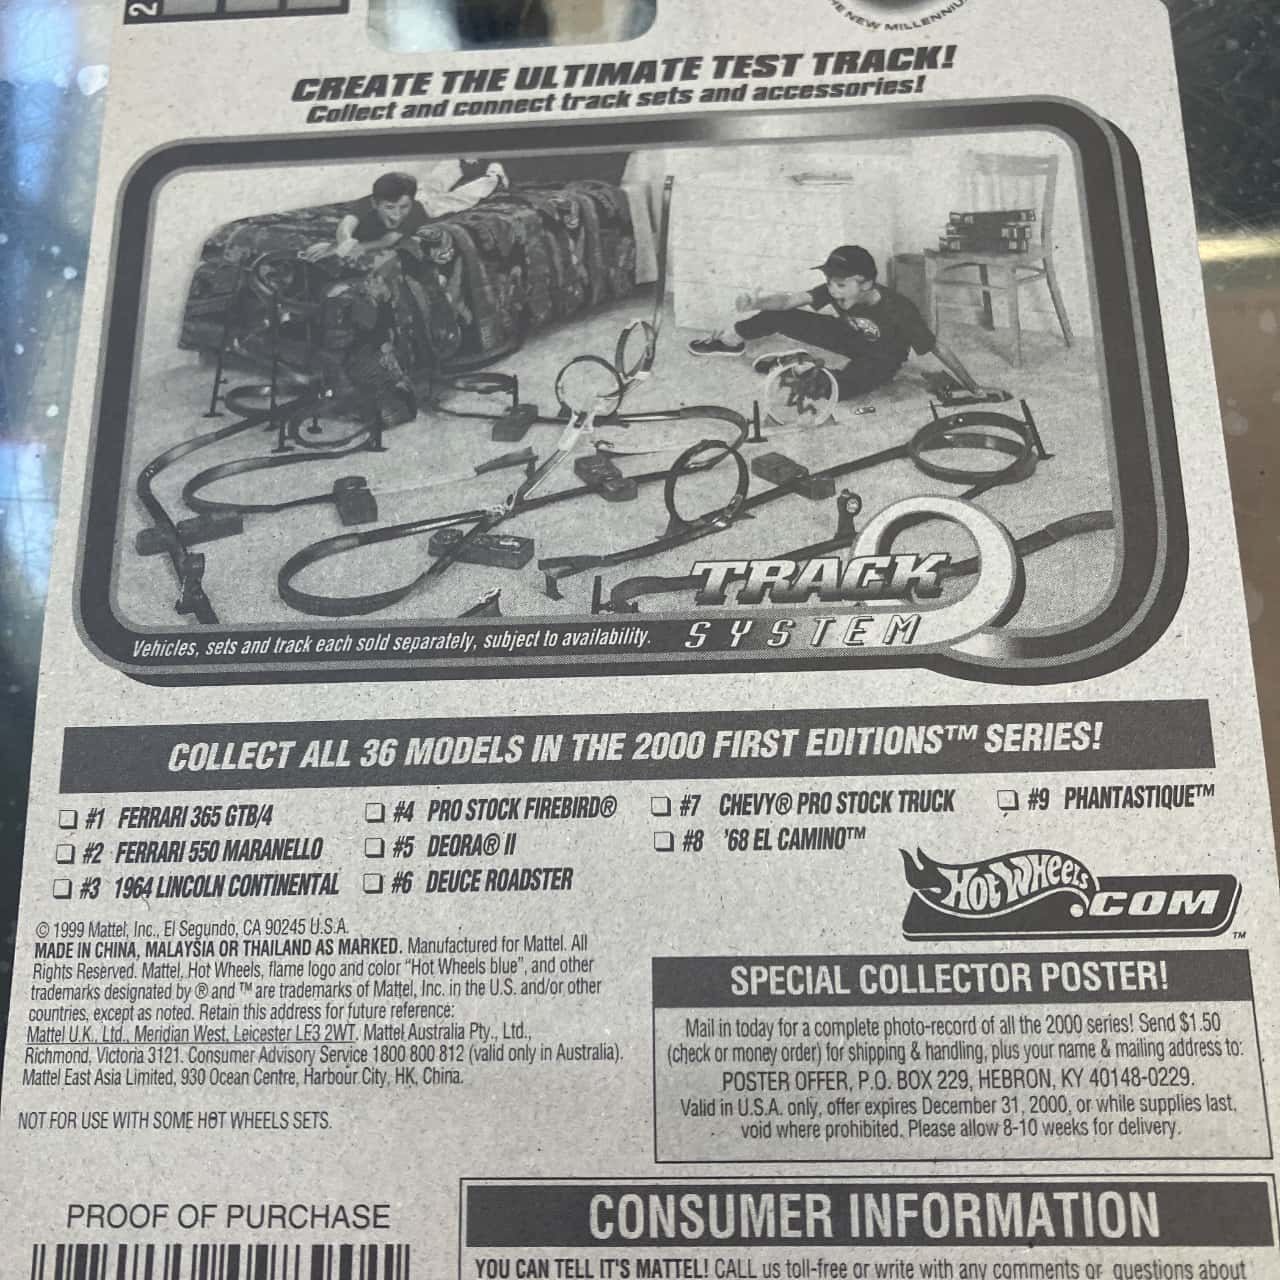 2
THE NEW MILLENNIU
CREATE THE ULTIMATE TEST TRACK!
Collect and connect track sets and accessories!
TRACK
SYSTEM
Vehicles, sets and track each sold separately, subject to availability.
COLLECT ALL 36 MODELS IN THE 2000 FIRST EDITIONS™ SERIES!
#1 FERRARI 365 GTB/4
#2 FERRARI 550 MARANELLO
#3 1964 LINCOLN CONTINENTAL
#4 PRO STOCK FIREBIRD®
#5 DEORA® II
#6 DEUCE ROADSTER
#7 CHEVY® PRO STOCK TRUCK
#8 '68 EL CAMINO™
#9 PHANTASTIQUE™
© 1999 Mattel, Inc., El Segundo, CA 90245 U.S.A.
MADE IN CHINA, MALAYSIA OR THAILAND AS MARKED. Manufactured for Mattel. All
Rights Reserved. Mattel, Hot Wheels, flame logo and color "Hot Wheels blue", and other
trademarks designated by ® and ™ are trademarks of Mattel, Inc. in the U.S. and/or other
countries, except as noted. Retain this address for future reference:
Mattel U.K., Ltd., Meridian West, Leicester LE3 2WT. Mattel Australia Pty., Ltd.,
Richmond, Victoria 3121. Consumer Advisory Service 1800 800 812 (valid only in Australia).
Mattel East Asia Limited, 930 Ocean Centre, Harbour City, HK, China.
NOT FOR USE WITH SOME HOT WHEELS SETS.
HOT WHEELS.COM™
SPECIAL COLLECTOR POSTER!
Mail in today for a complete photo-record of all the 2000 series! Send $1.50
(check or money order) for shipping & handling, plus your name & mailing address to:
POSTER OFFER, P.O. BOX 229, HEBRON, KY 40148-0229.
Valid in U.S.A. only, offer expires December 31, 2000, or while supplies last,
void where prohibited. Please allow 8-10 weeks for delivery.
PROOF OF PURCHASE
CONSUMER INFORMATION
YOU CAN TELL IT'S MATTEL! CALL us toll-free or write with any comments or questions about